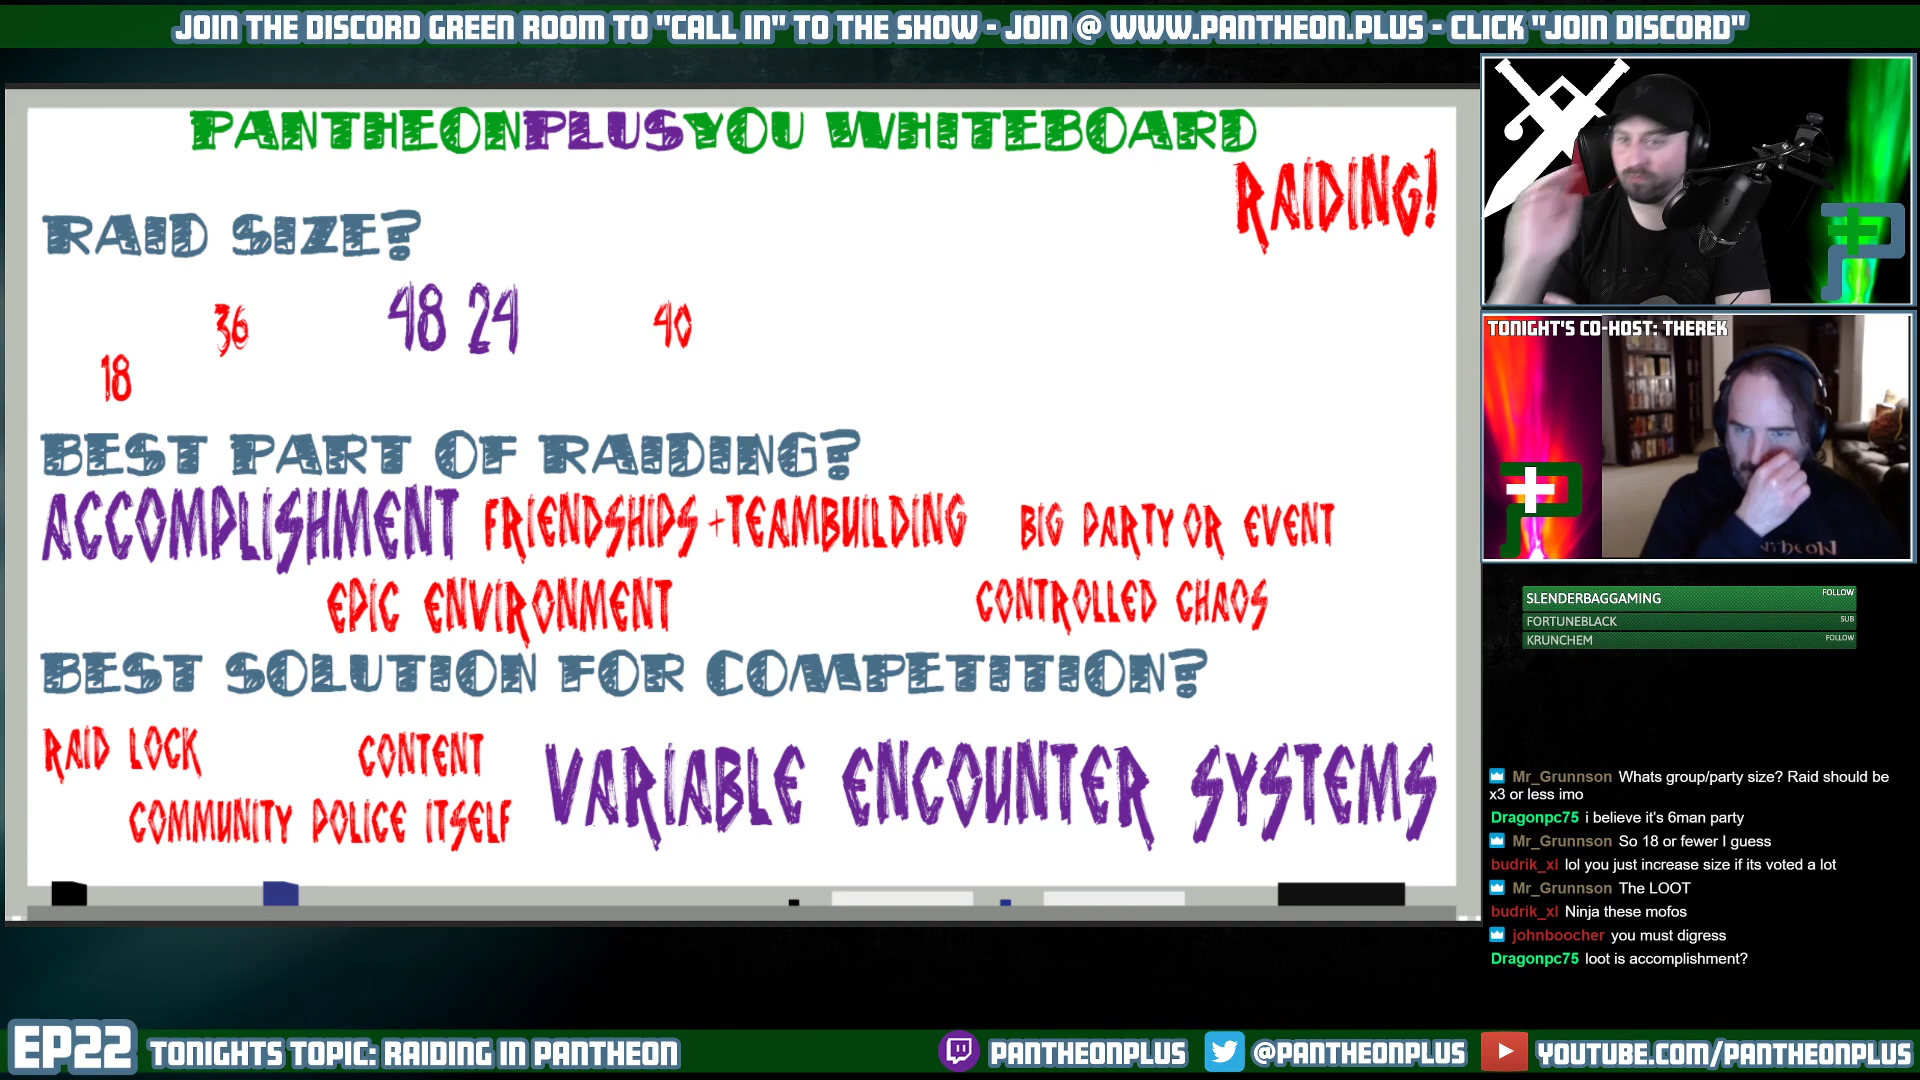 JOIN THE DISCORD GREEN ROOM TO "CALL IN" TO THE SHOW - JOIN @ WWW.PANTHEON.PLUS - CLICK "JOIN DISCORD"
PANTHEONPLUSYOU WHITEBOARD
RAIDING!
RAID SIZE?
36 48 24 40
18
BEST PART OF RAIDING?
ACCOMPLISHMENT FRIENDSHIPS +TEAMBUILDING BIG PARTY OR EVENT
EPIC ENVIRONMENT CONTROLLED CHAOS
BEST SOLUTION FOR COMPETITION?
RAID LOCK CONTENT VARIABLE ENCOUNTER SYSTEMS
COMMUNITY POLICE ITSELF
TONIGHT'S CO-HOST: THEREK
SLENDERBAGGAMING FOLLOW
FORTUNEBLACK SUB
KRUNCHEM FOLLOW
Mr_Grunnson Whats group/party size? Raid should be
x3 or less imo
Dragonpc75 i believe it's 6man party
Mr_Grunnson So 18 or fewer I guess
budrik_xl lol you just increase size if its voted a lot
Mr_Grunnson The LOOT
budrik_xl Ninja these mofos
johnboocher you must digress
Dragonpc75 loot is accomplishment?
EP22 TONIGHTS TOPIC: RAIDING IN PANTHEON PANTHEONPLUS @PANTHEONPLUS YOUTUBE.COM/PANTHEONPLUS